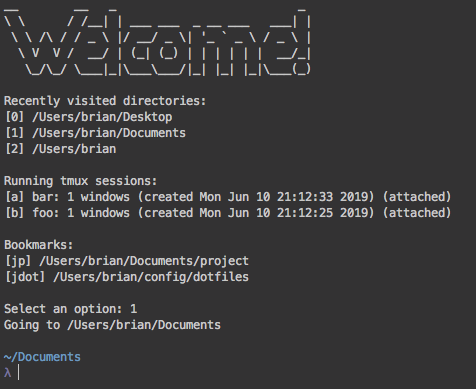 Welcome!
Recently visited directories:
[0] /Users/brian/Desktop
[1] /Users/brian/Documents
[2] /Users/brian
Running tmux sessions:
[a] bar: 1 windows (created Mon Jun 10 21:12:33 2019) (attached)
[b] foo: 1 windows (created Mon Jun 10 21:12:25 2019) (attached)
Bookmarks:
[jp] /Users/brian/Documents/project
[jdot] /Users/brian/config/dotfiles
Select an option: 1
Going to /Users/brian/Documents
~/Documents
λ